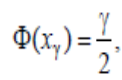 Φ(x_γ) = γ/2,